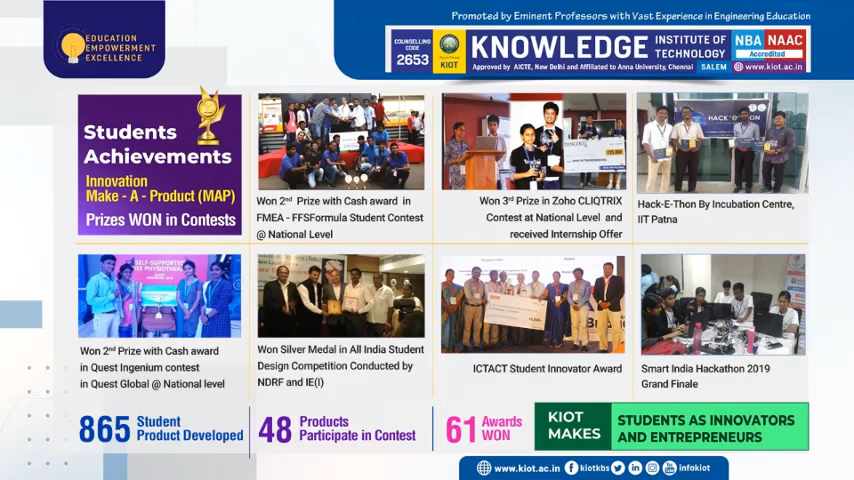 EDUCATION
EMPOWERMENT
EXCELLENCE
Promoted by Eminent Professors with Vast Experience in Engineering Education
COUNSELLING
CODE
2653
KIOT
KNOWLEDGE INSTITUTE OF
TECHNOLOGY
Approved by AICTE, New Delhi and Affiliated to Anna University, Chennai SALEM
NBA NAAC
Accredited
www.kiot.ac.in
Students
Achievements
Innovation
Make - A - Product (MAP)
Prizes WON in Contests
Won 2nd Prize with Cash award in
FMEA - FFSFormula Student Contest
@ National Level
Won 3rd Prize in Zoho CLIQTRIX
Contest at National Level and
received Internship Offer
Hack-E-Thon By Incubation Centre,
IIT Patna
SELF-SUPPORTED
Won 2nd Prize with Cash award
in Quest Ingenium contest
in Quest Global @ National level
Won Silver Medal in All India Student
Design Competition Conducted by
NDRF and IE(I)
ICTACT Student Innovator Award
Smart India Hackathon 2019
Grand Finale
865 Student
Product Developed
48 Products
Participate in Contest
61 Awards
WON
KIOT
MAKES
STUDENTS AS INNOVATORS
AND ENTREPRENEURS
www.kiot.ac.in kiotkbs infokiot